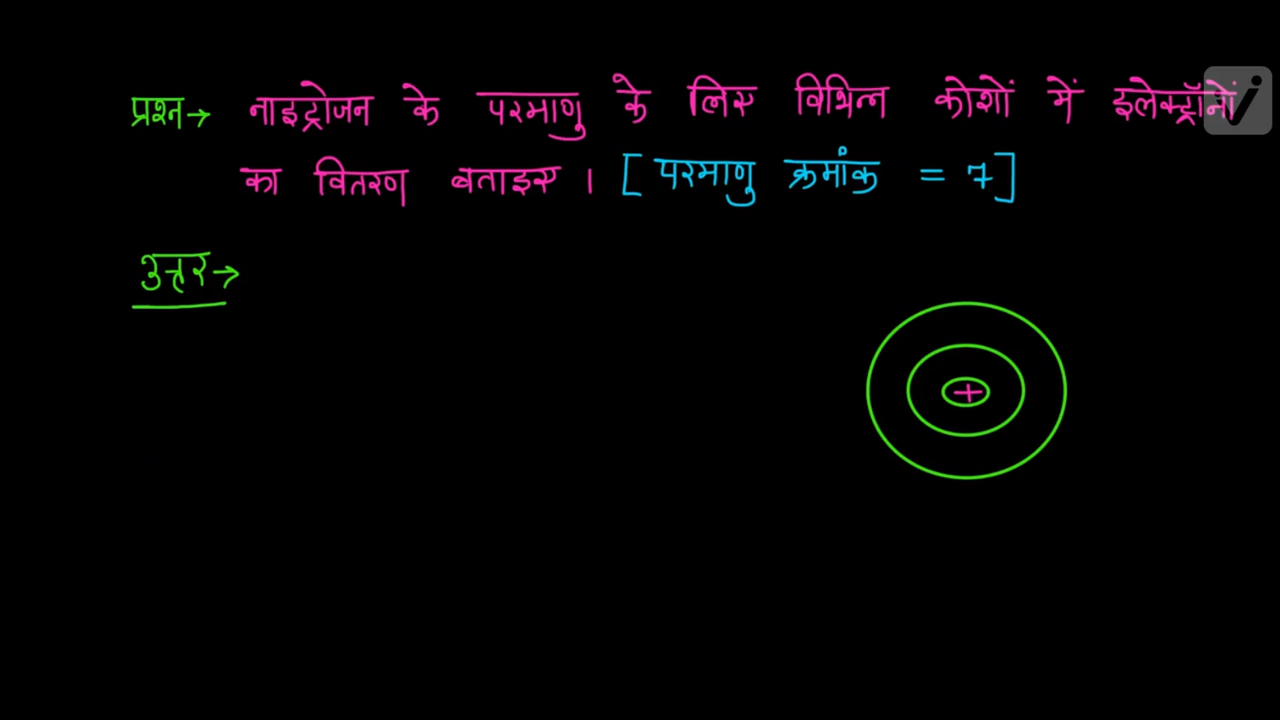 प्रश्न→ नाइट्रोजन के परमाणु के लिए विभिन्न कोशों में इलेक्ट्रॉनों
का वितरण बताइए । [परमाणु क्रमांक = 7]
उत्तर→
+